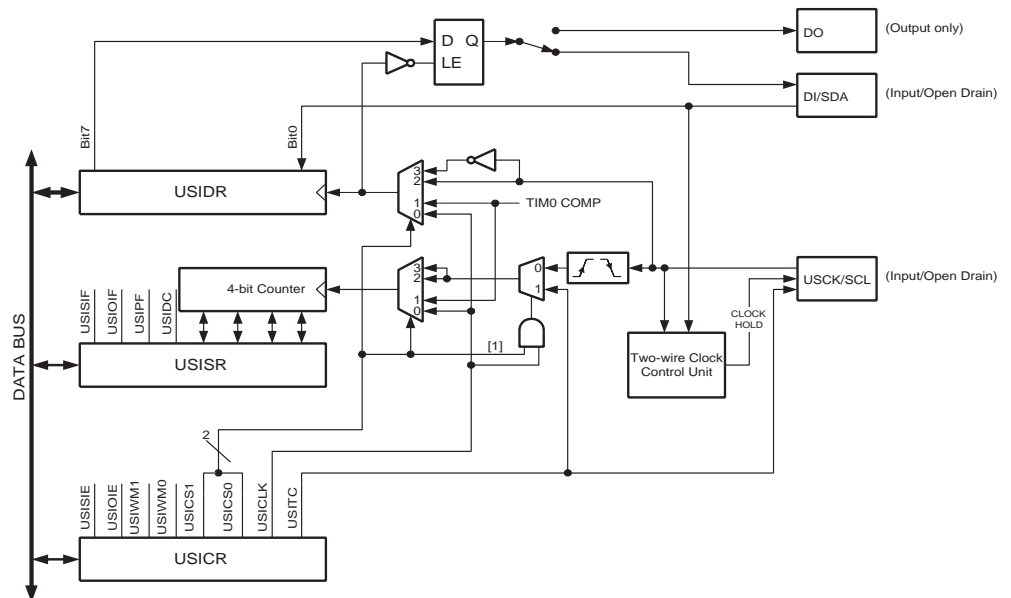 D Q
LE
DO
(Output only)
DI/SDA
(Input/Open Drain)
Bit7
Bit0
DATA BUS
USIDR
3
2
1
0
TIM0 COMP
3
2
1
0
0
1
[1]
USCK/SCL
(Input/Open Drain)
CLOCK
HOLD
Two-wire Clock
Control Unit
4-bit Counter
USISIF
USIOIF
USIPF
USIDC
USISR
2
USISIE
USIOIE
USIWM1
USIWM0
USICS1
USICS0
USICLK
USITC
USICR